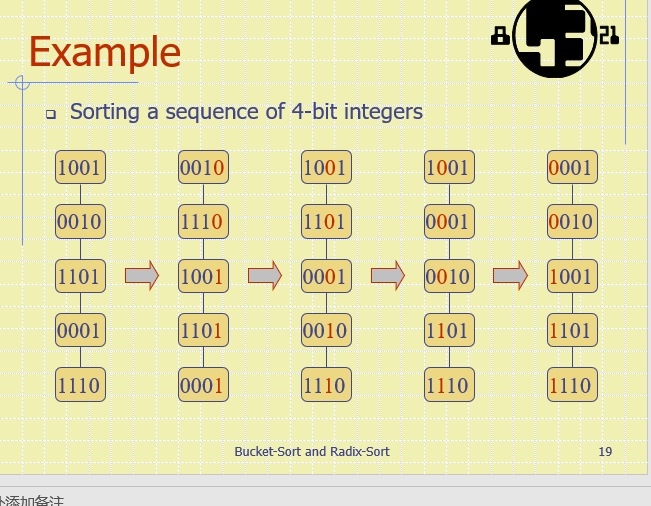 8 21
Example
Sorting a sequence of 4-bit integers
1001 0010 1001 1001 0001
0010 1110 1101 0001 0010
1101 1001 0001 0010 1001
0001 1101 0010 1101 1101
1110 0001 1110 1110 1110
Bucket-Sort and Radix-Sort 19
添加备注